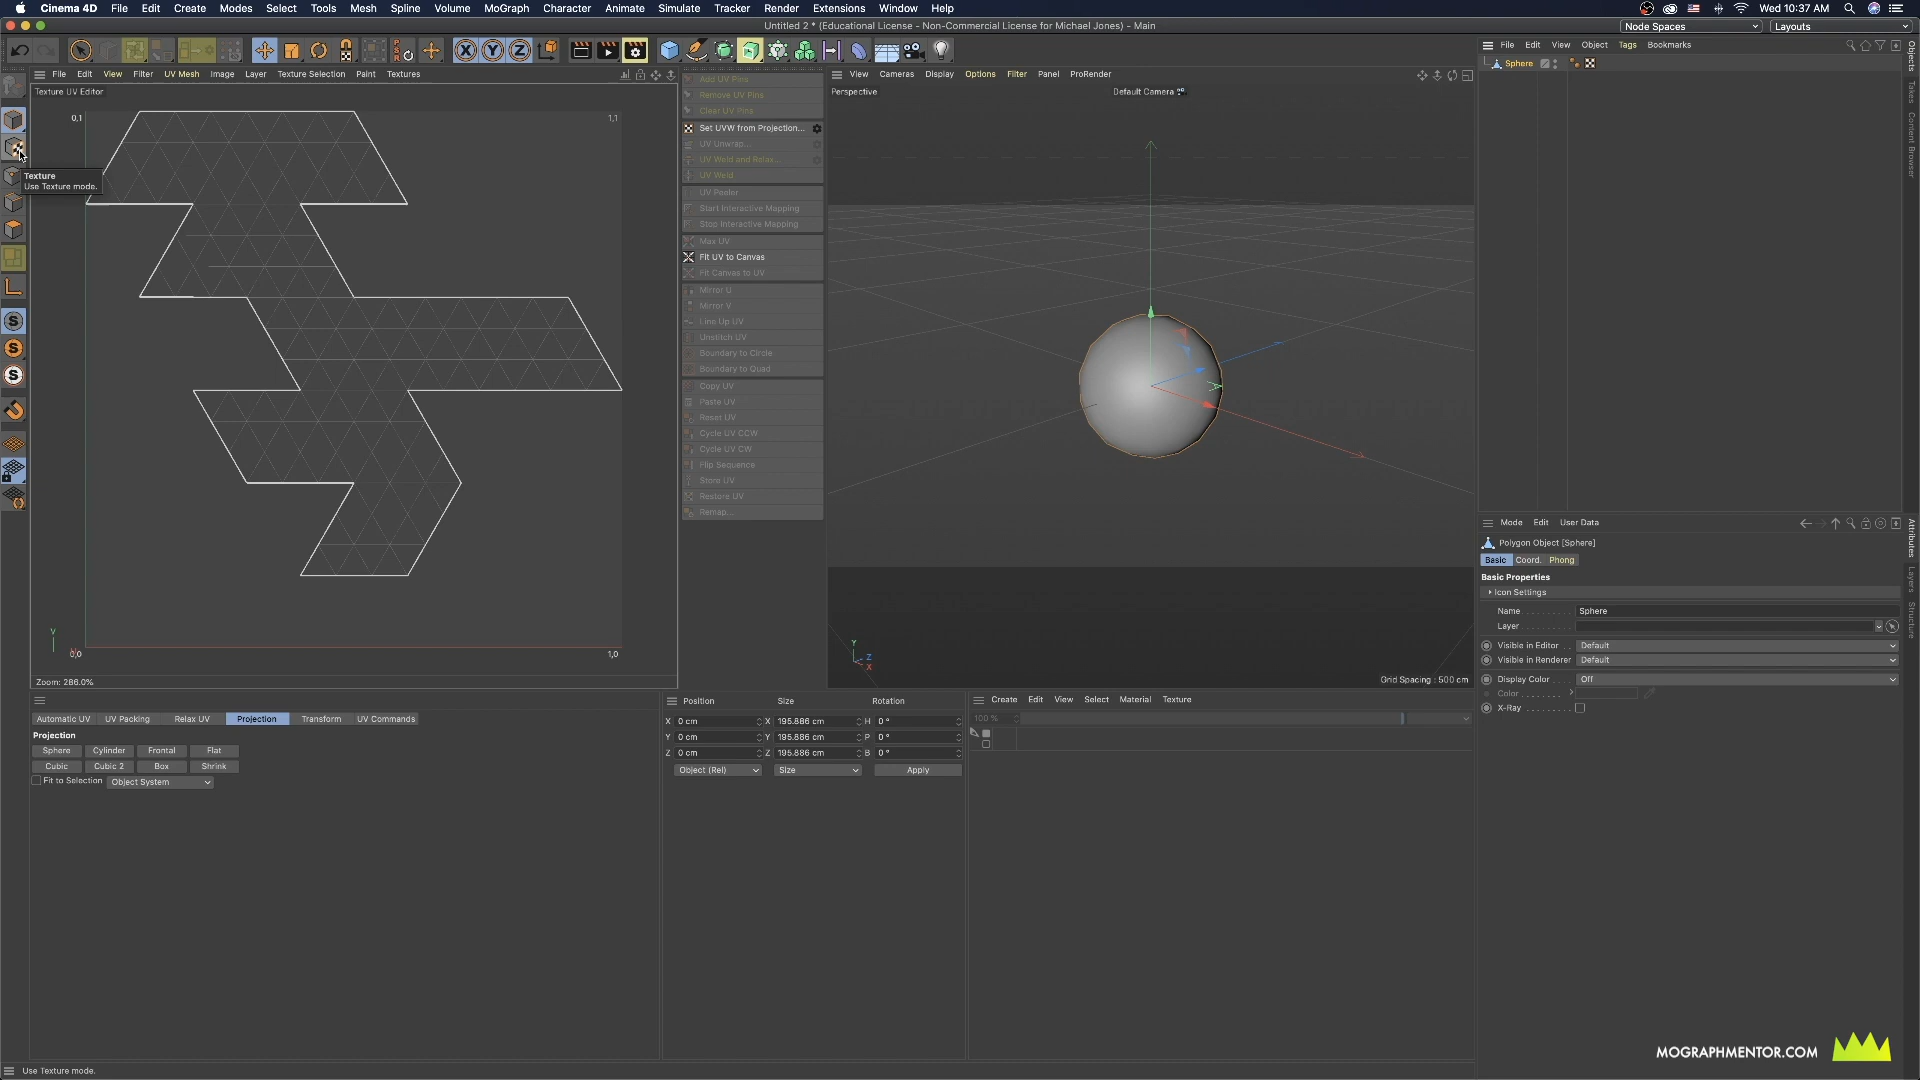 Cinema 4D File Edit Create Modes Select Tools Mesh Spline Volume MoGraph Character Animate Simulate Tracker Render Extensions Window Help
Wed 10:37 AM
Untitled 2 * (Educational License - Non-Commercial License for Michael Jones) - Main
Node Spaces
Layouts
File Edit View Filter UV Mesh Image Layer Texture Selection Paint Textures
Texture UV Editor
0,1
1,1
Texture
Use Texture mode.
Y
0,0
1,0
Zoom: 286.0%
Add UV Pins
Remove UV Pins
Clear UV Pins
Set UVW from Projection...
UV Unwrap...
UV Weld and Relax...
UV Weld
UV Peeler
Start Interactive Mapping
Stop Interactive Mapping
Max UV
Fit UV to Canvas
Fit Canvas to UV
Mirror U
Mirror V
Line Up UV
Unstitch UV
Boundary to Circle
Boundary to Quad
Copy UV
Paste UV
Reset UV
Cycle UV CCW
Cycle UV CW
Flip Sequence
Store UV
Restore UV
Remap...
View Cameras Display Options Filter Panel ProRender
Perspective
Default Camera
Y
Z
X
Grid Spacing : 500 cm
File Edit View Object Tags Bookmarks
Sphere
Objects
Takes
Content Browser
Mode Edit User Data
Polygon Object [Sphere]
Basic Coord. Phong
Basic Properties
Icon Settings
Name Sphere
Layer
Visible in Editor Default
Visible in Renderer Default
Display Color Off
Color
X-Ray
Attributes
Layers
Structure
Automatic UV UV Packing Relax UV Projection Transform UV Commands
Projection
Sphere Cylinder Frontal Flat
Cubic Cubic 2 Box Shrink
Fit to Selection Object System
Position Size Rotation
X 0 cm X 195.886 cm H 0 °
Y 0 cm Y 195.886 cm P 0 °
Z 0 cm Z 195.886 cm B 0 °
Object (Rel) Size Apply
Create Edit View Select Material Texture
100 %
MOGRAPHMENTOR.COM
Use Texture mode.